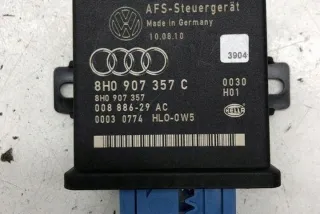 AFS-Steuergerät
Made in Germany
10.08.10
3904
8H0 907 357 C
8H0 907 357
008 886-29 AC
0003 0774 HLO-0W5
0030
H01
HELLA